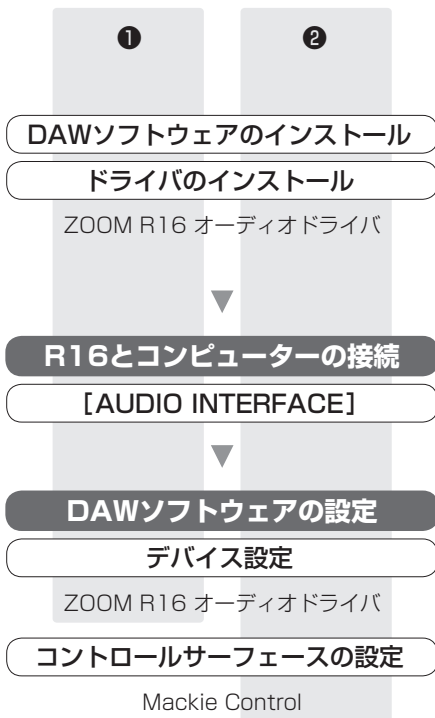 ❶ ❷
DAWソフトウェアのインストール
ドライバのインストール
ZOOM R16 オーディオドライバ
▼
R16とコンピューターの接続
[AUDIO INTERFACE]
▼
DAWソフトウェアの設定
デバイス設定
ZOOM R16 オーディオドライバ
コントロールサーフェースの設定
Mackie Control